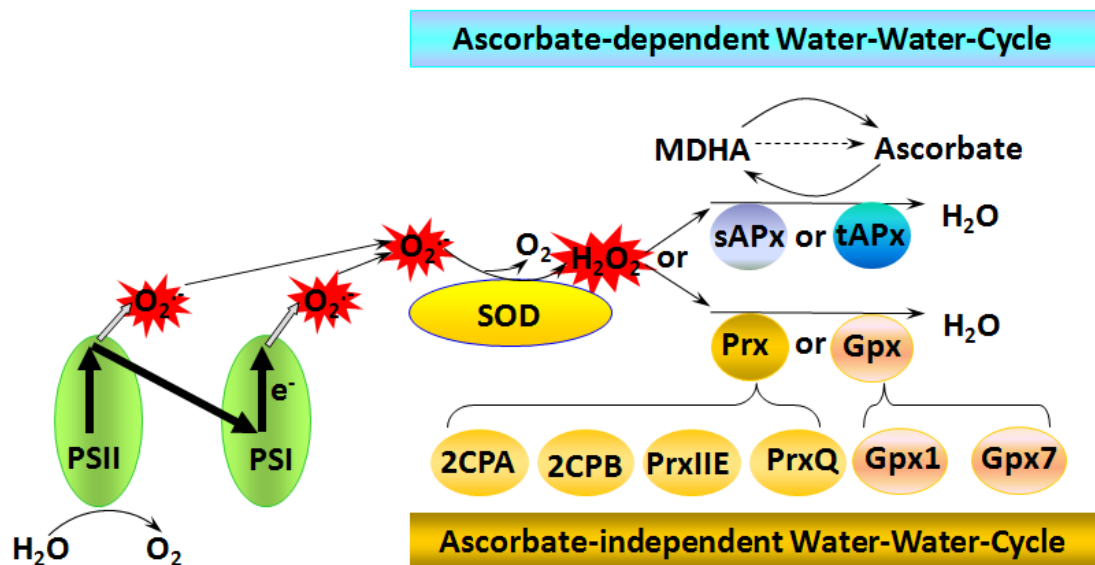 Ascorbate-dependent Water-Water-Cycle
MDHA
Ascorbate
sAPx or tAPx
H₂O
O₂·⁻
O₂
H₂O₂ or
SOD
O₂·⁻
O₂·⁻
Prx or Gpx
H₂O
PSII
e⁻
PSI
2CPA
2CPB
PrxIIE
PrxQ
Gpx1
Gpx7
H₂O
O₂
Ascorbate-independent Water-Water-Cycle